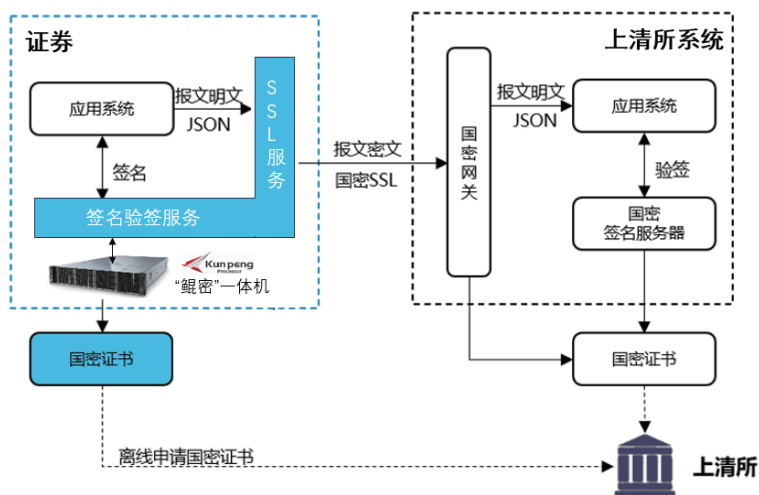 证券
上清所系统
应用系统
报文明文
JSON
SSL服务
签名
签名验签服务
Kunpeng
Processor
“鲲密”一体机
报文密文
国密SSL
国密网关
报文明文
JSON
应用系统
验签
国密
签名服务器
国密证书
国密证书
离线申请国密证书
上清所